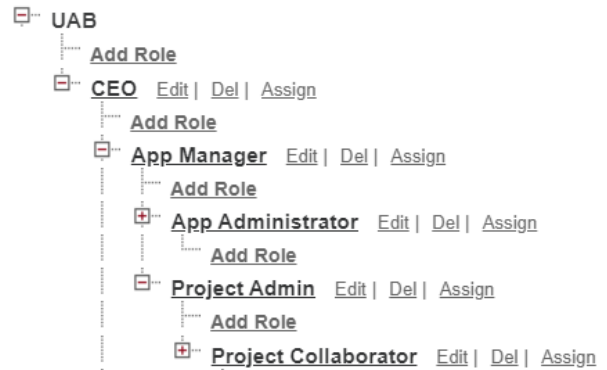 UAB
Add Role
CEO Edit | Del | Assign
Add Role
App Manager Edit | Del | Assign
Add Role
App Administrator Edit | Del | Assign
Add Role
Project Admin Edit | Del | Assign
Add Role
Project Collaborator Edit | Del | Assign